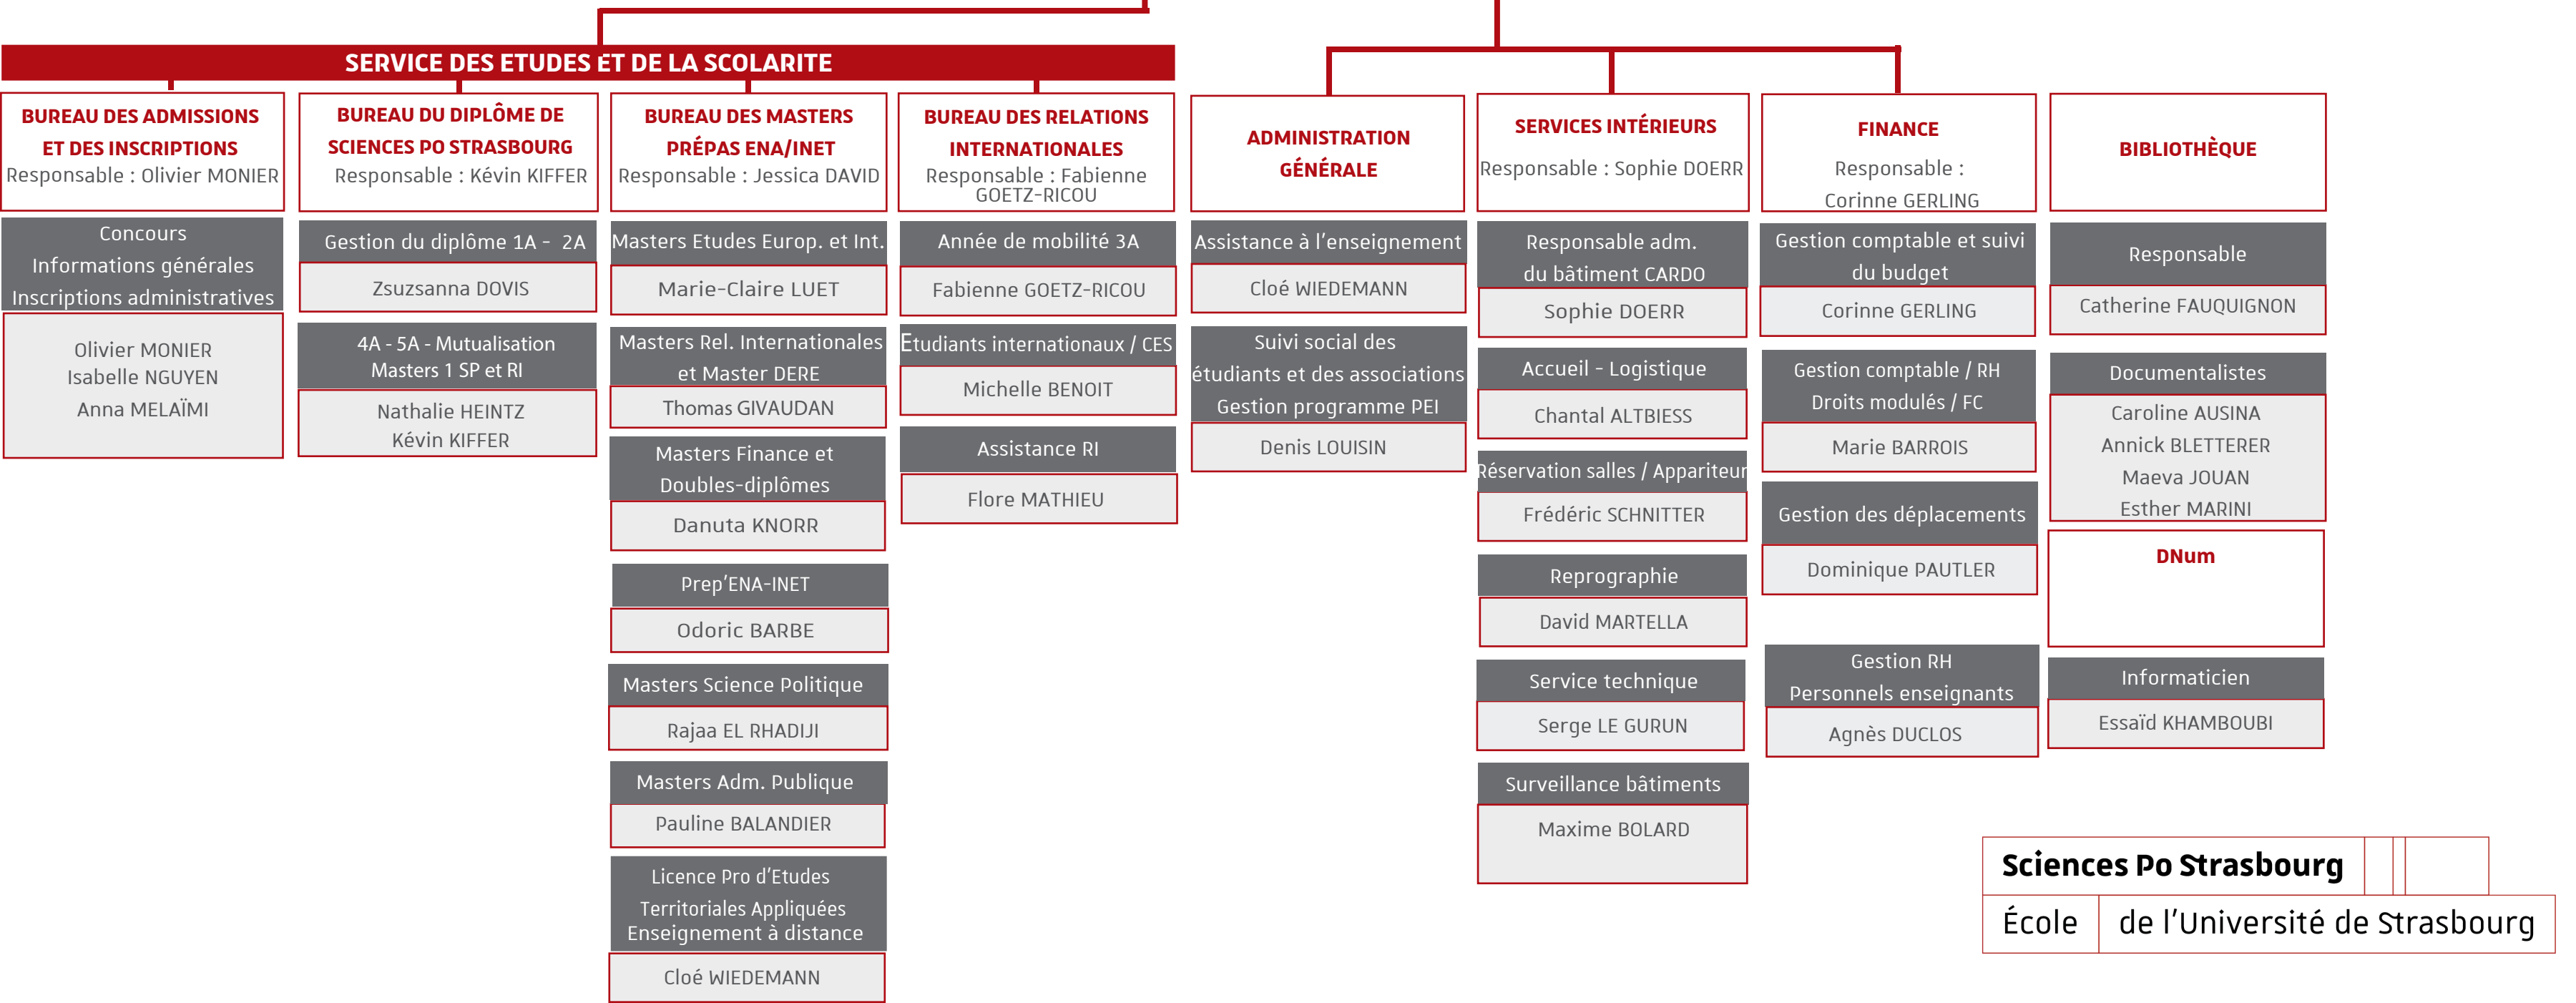 SERVICE DES ETUDES ET DE LA SCOLARITE
BUREAU DES ADMISSIONS
ET DES INSCRIPTIONS
Responsable : Olivier MONIER
Concours
Informations générales
Inscriptions administratives
Olivier MONIER
Isabelle NGUYEN
Anna MELAÏMI
BUREAU DU DIPLÔME DE
SCIENCES PO STRASBOURG
Responsable : Kévin KIFFER
Gestion du diplôme 1A - 2A
Zsuzsanna DOVIS
4A - 5A - Mutualisation
Masters 1 SP et RI
Nathalie HEINTZ
Kévin KIFFER
BUREAU DES MASTERS
PRÉPAS ENA/INET
Responsable : Jessica DAVID
Masters Etudes Europ. et Int.
Marie-Claire LUET
Masters Rel. Internationales
et Master DERE
Thomas GIVAUDAN
Masters Finance et
Doubles-diplômes
Danuta KNORR
Prep'ENA-INET
Odoric BARBE
Masters Science Politique
Rajaa EL RHADIJI
Masters Adm. Publique
Pauline BALANDIER
Licence Pro d'Etudes
Territoriales Appliquées
Enseignement à distance
Cloé WIEDEMANN
BUREAU DES RELATIONS
INTERNATIONALES
Responsable : Fabienne
GOETZ-RICOU
Année de mobilité 3A
Fabienne GOETZ-RICOU
Etudiants internationaux / CES
Michelle BENOIT
Assistance RI
Flore MATHIEU
ADMINISTRATION
GÉNÉRALE
Assistance à l'enseignement
Cloé WIEDEMANN
Suivi social des
étudiants et des associations
Gestion programme PEI
Denis LOUISIN
SERVICES INTÉRIEURS
Responsable : Sophie DOERR
Responsable adm.
du bâtiment CARDO
Sophie DOERR
Accueil - Logistique
Chantal ALTBIESS
Réservation salles / Appariteur
Frédéric SCHNITTER
Reprographie
David MARTELLA
Service technique
Serge LE GURUN
Surveillance bâtiments
Maxime BOLARD
FINANCE
Responsable :
Corinne GERLING
Gestion comptable et suivi
du budget
Corinne GERLING
Gestion comptable / RH
Droits modulés / FC
Marie BARROIS
Gestion des déplacements
Dominique PAUTLER
Gestion RH
Personnels enseignants
Agnès DUCLOS
BIBLIOTHÈQUE
Responsable
Catherine FAUQUIGNON
Documentalistes
Caroline AUSINA
Annick BLETTERER
Maeva JOUAN
Esther MARINI
DNum
Informaticien
Essaïd KHAMBOUBI
Sciences Po Strasbourg
École de l'Université de Strasbourg